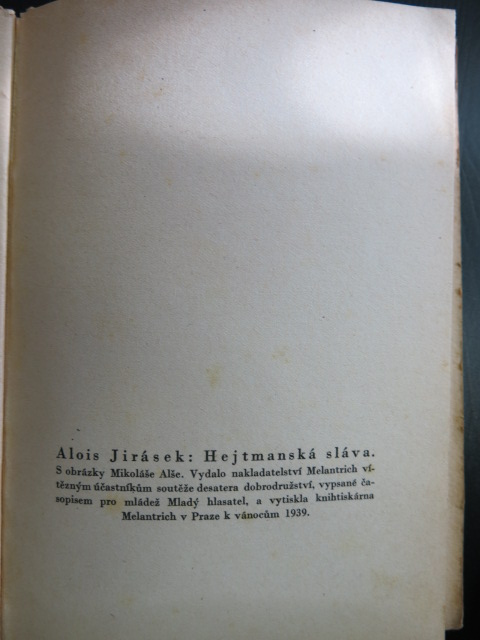 Alois Jirásek: Hejtmanská sláva.
S obrázky Mikoláše Alše. Vydalo nakladatelství Melantrich ví-
tězným účastníkům soutěže desatera dobrodružství, vypsané ča-
sopisem pro mládež Mladý hlasatel, a vytiskla knihtiskárna
Melantrich v Praze k vánocům 1939.